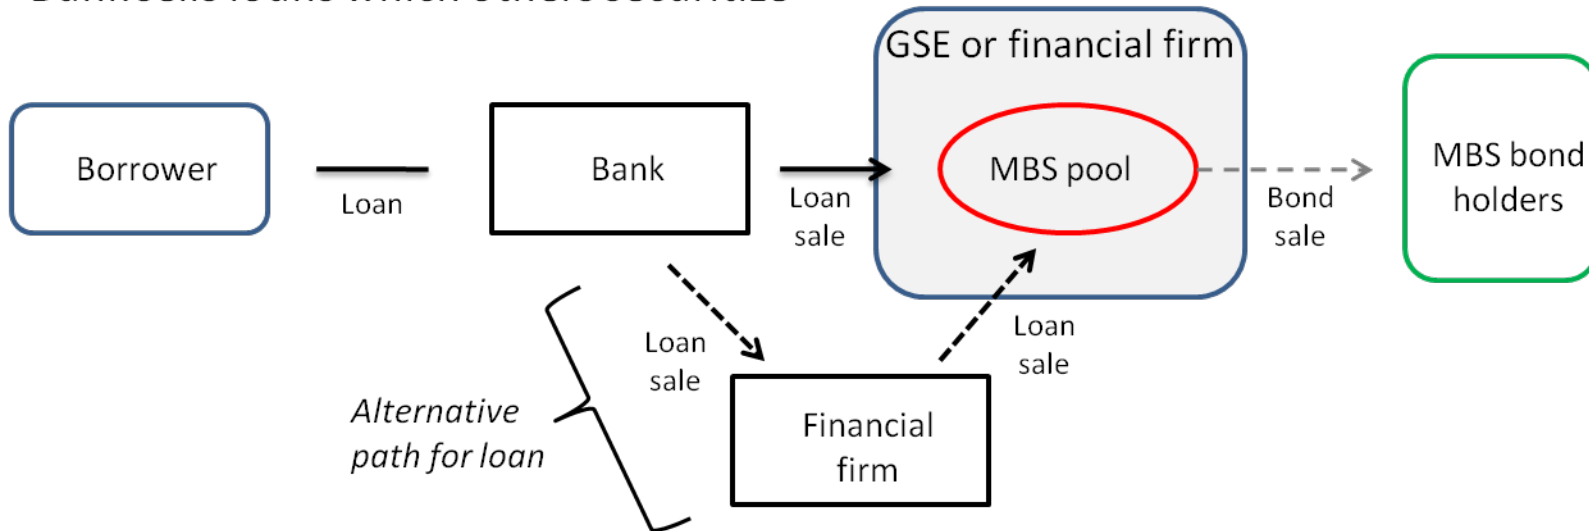 GSE or financial firm
Borrower
Loan
Bank
Loan
sale
MBS pool
Bond
sale
MBS bond
holders
Loan
sale
Loan
sale
Alternative
path for loan
Financial
firm